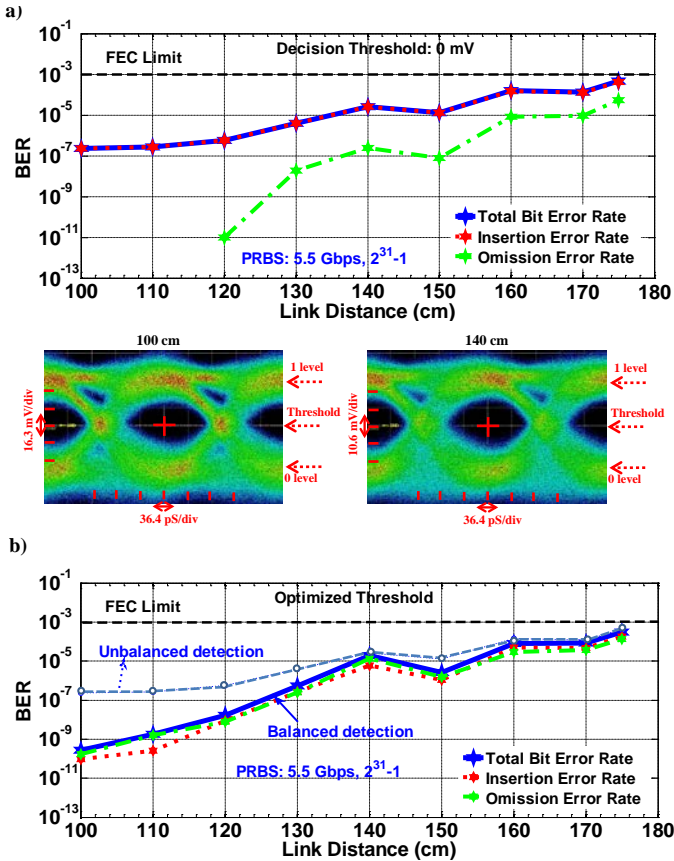 a)
10^-1
10^-3
10^-5
10^-7
10^-9
10^-11
10^-13
BER
FEC Limit
Decision Threshold: 0 mV
Total Bit Error Rate
Insertion Error Rate
Omission Error Rate
PRBS: 5.5 Gbps, 2^31-1
100 110 120 130 140 150 160 170 180
Link Distance (cm)
100 cm
16.3 mV/div
1 level
Threshold
0 level
36.4 pS/div
140 cm
10.6 mV/div
1 level
Threshold
0 level
36.4 pS/div
b)
10^-1
10^-3
10^-5
10^-7
10^-9
10^-11
10^-13
BER
FEC Limit
Optimized Threshold
Unbalanced detection
Balanced detection
PRBS: 5.5 Gbps, 2^31-1
Total Bit Error Rate
Insertion Error Rate
Omission Error Rate
100 110 120 130 140 150 160 170 180
Link Distance (cm)